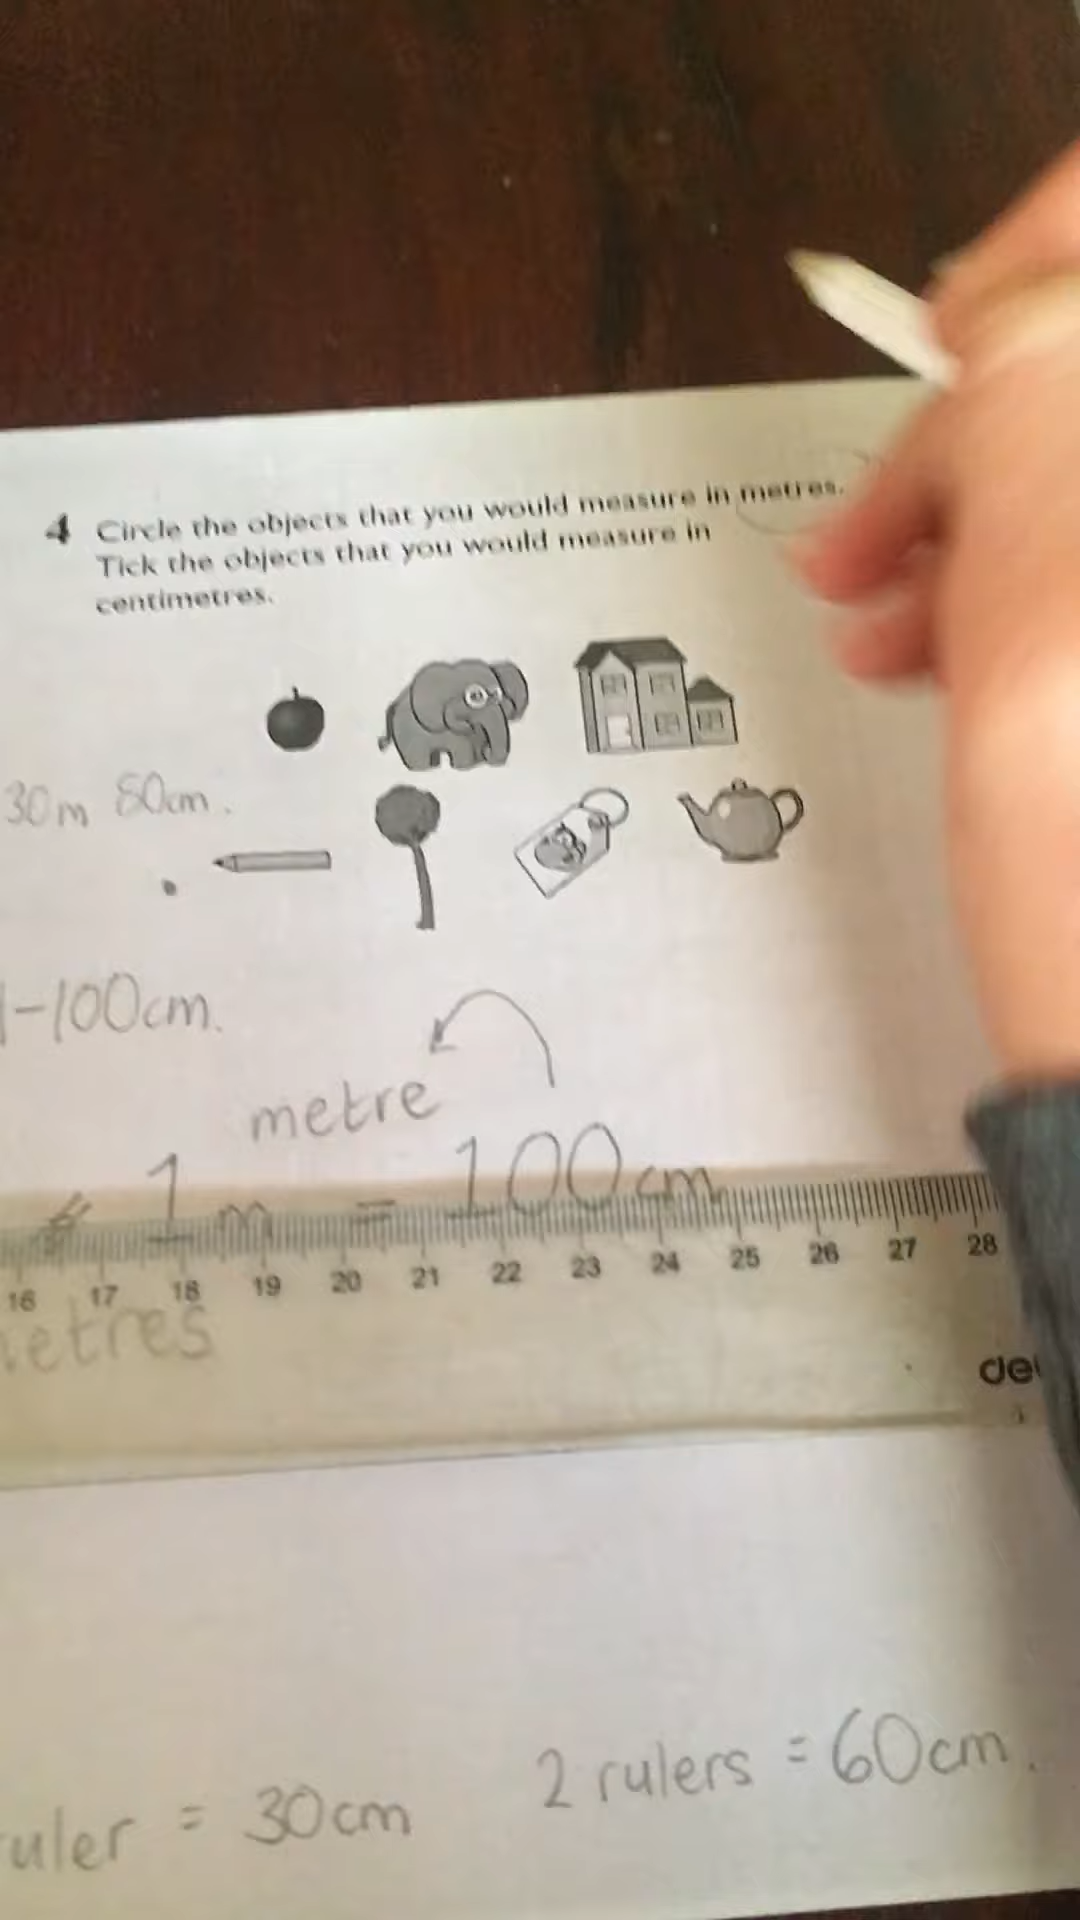 4 Circle the objects that you would measure in metres.
Tick the objects that you would measure in
centimetres.
30m 80cm.
1-100cm.
metre
1 m = 100cm
16 17 18 19 20 21 22 23 24 25 26 27 28
etres
de
uler = 30cm
2 rulers = 60cm.